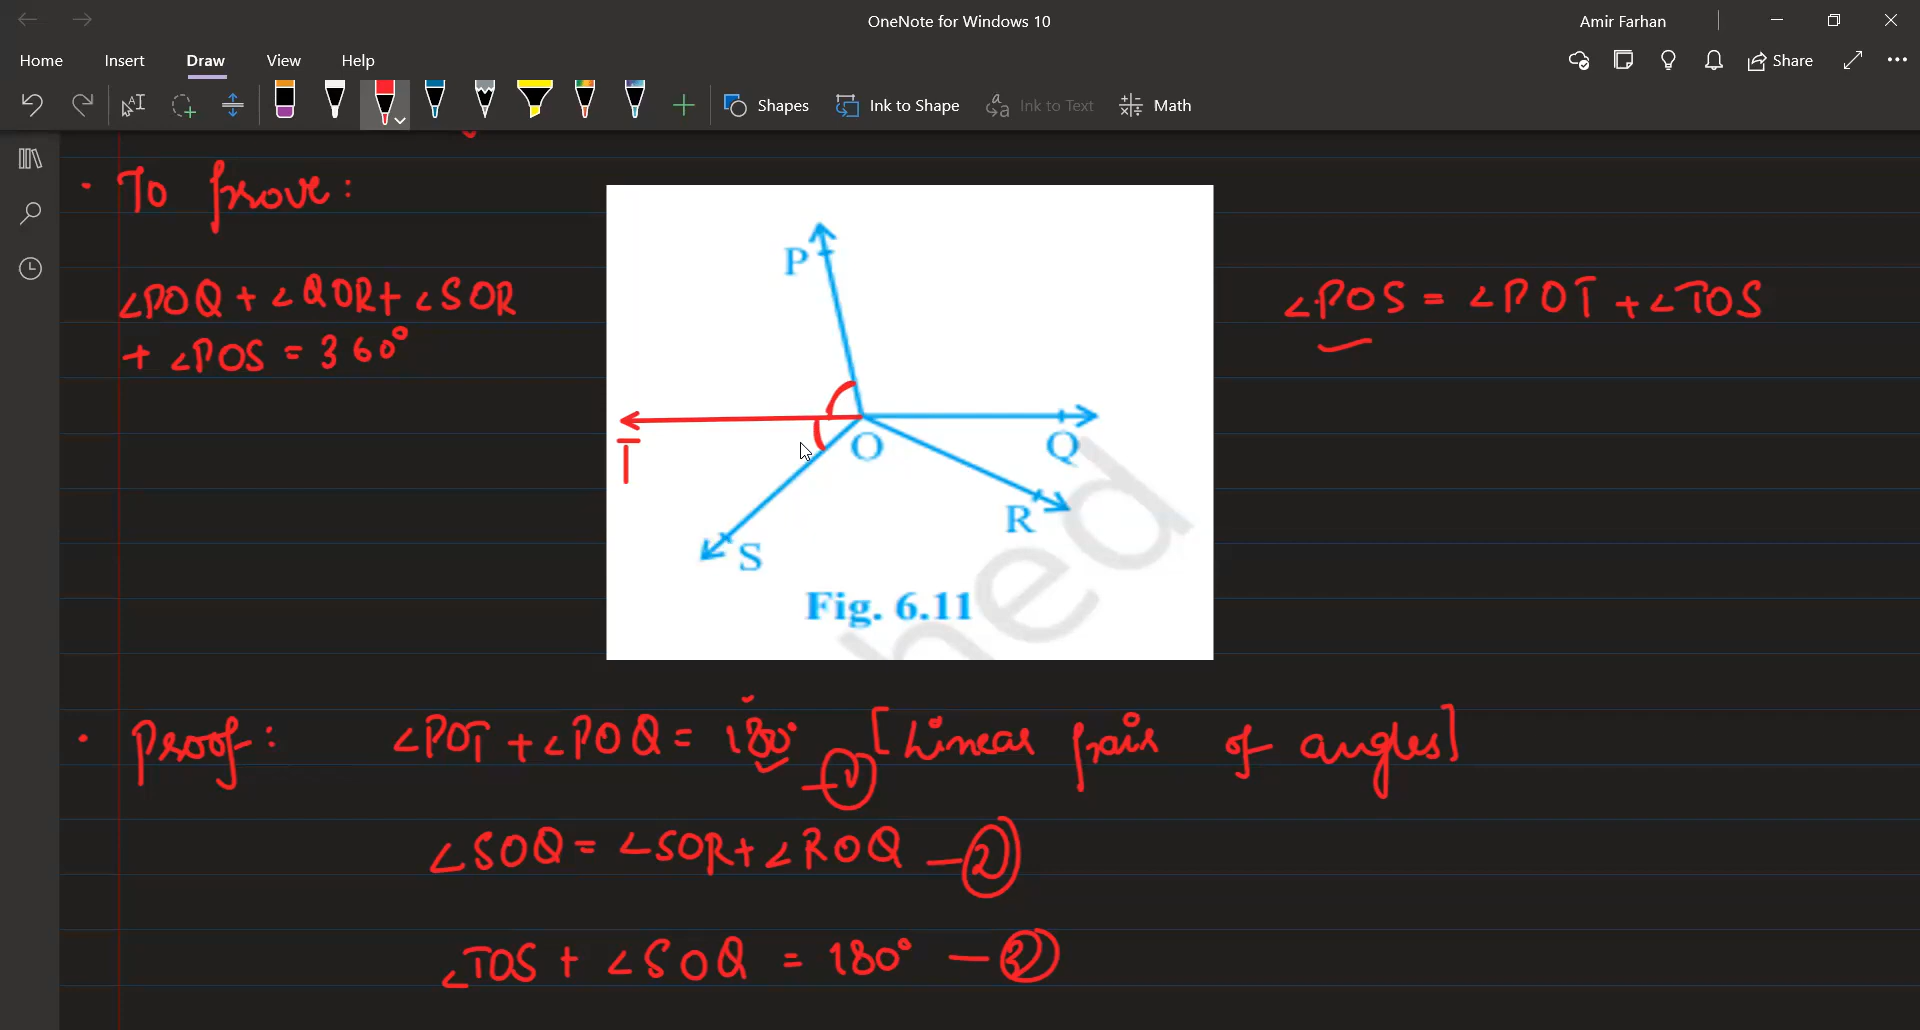 OneNote for Windows 10
Amir Farhan
Home Insert Draw View Help
Share
Shapes Ink to Shape Ink to Text Math
· To prove:
∠POQ + ∠QOR + ∠SOR
+ ∠POS = 360°
∠POS = ∠POT + ∠TOS
P
O
Q
T
R
S
Fig. 6.11
· Proof: ∠POT + ∠POQ = 180° — ① [Linear pair of angles]
∠SOQ = ∠SOR + ∠ROQ — ②
∠TOS + ∠SOQ = 180° — ③